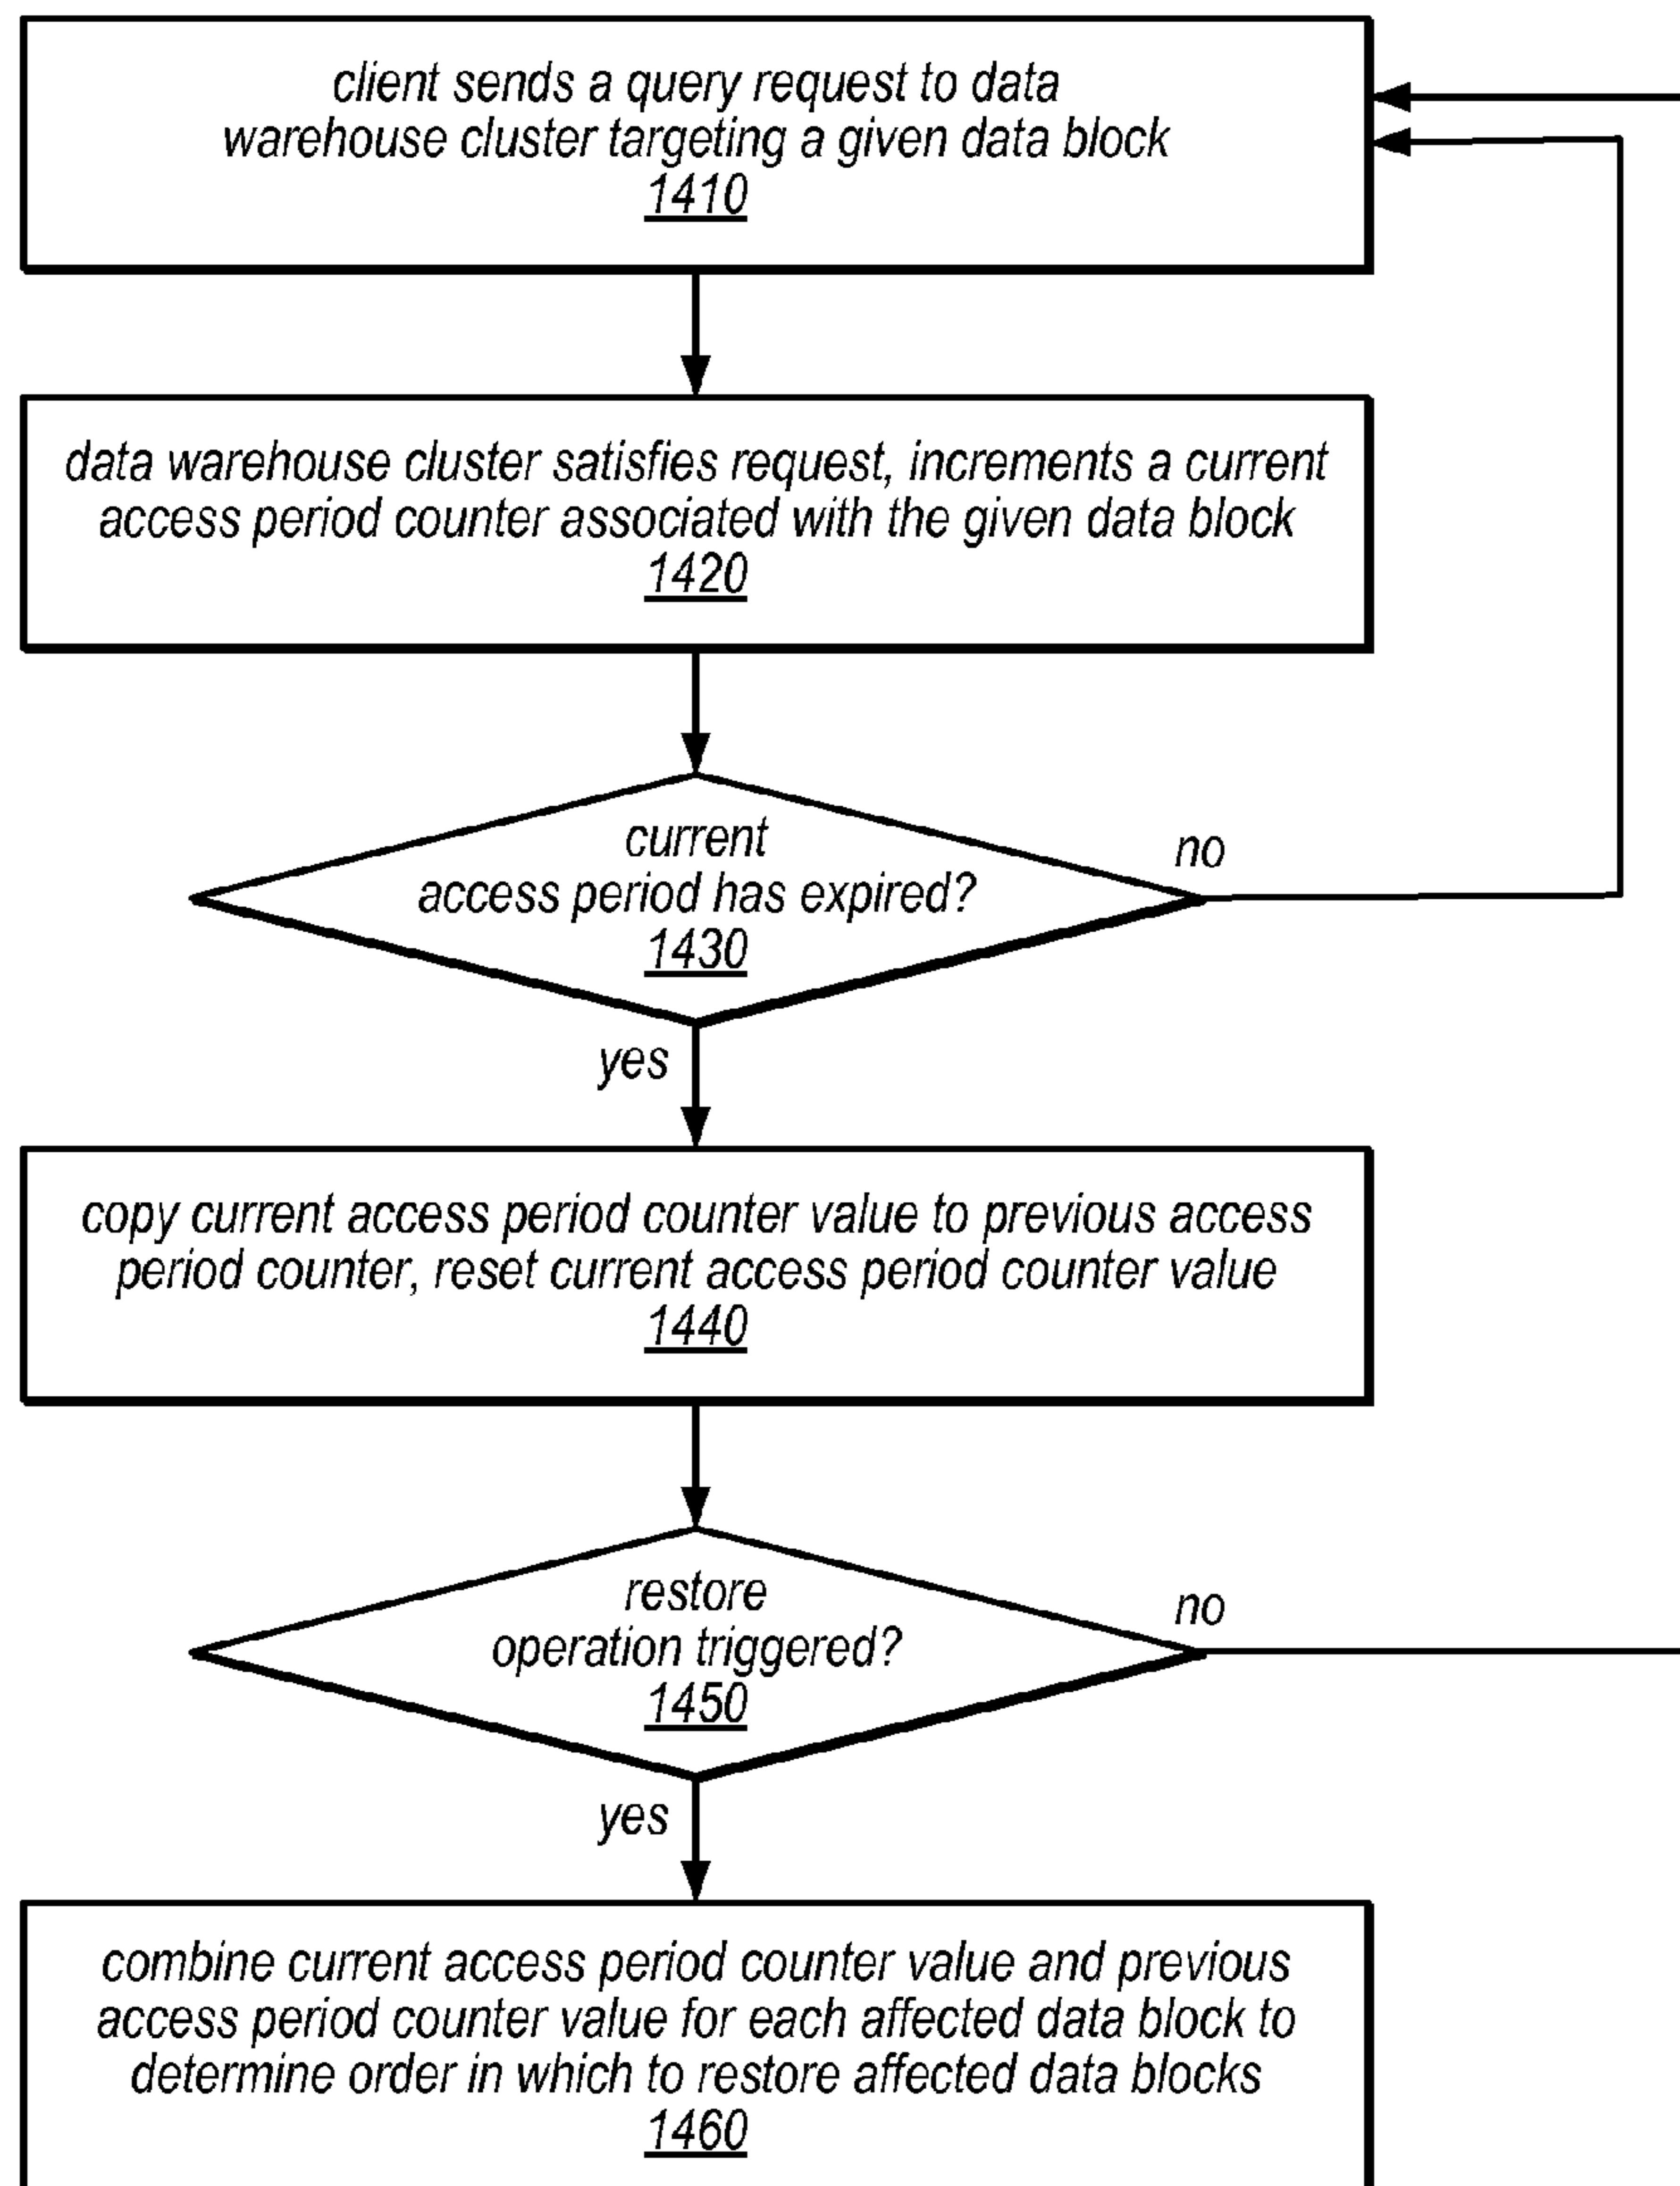 client sends a query request to data
warehouse cluster targeting a given data block
1410
data warehouse cluster satisfies request, increments a current
access period counter associated with the given data block
1420
current
access period has expired?
1430
no
yes
copy current access period counter value to previous access
period counter, reset current access period counter value
1440
restore
operation triggered?
1450
no
yes
combine current access period counter value and previous
access period counter value for each affected data block to
determine order in which to restore affected data blocks
1460